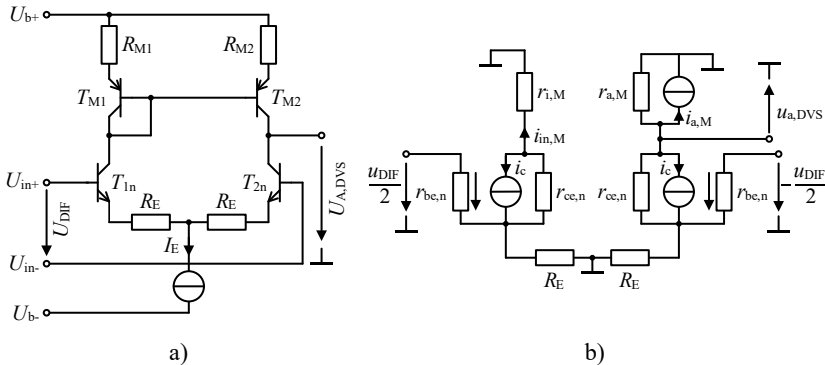 U_b+
R_M1
R_M2
T_M1
T_M2
U_in+
T_1n
T_2n
U_DIF
R_E
R_E
I_E
U_A,DVS
U_in-
U_b-
a)
r_i,M
i_in,M
r_a,M
i_a,M
u_a,DVS
u_DIF
2
r_be,n
i_c
r_ce,n
r_ce,n
i_c
r_be,n
- u_DIF
2
R_E
R_E
b)